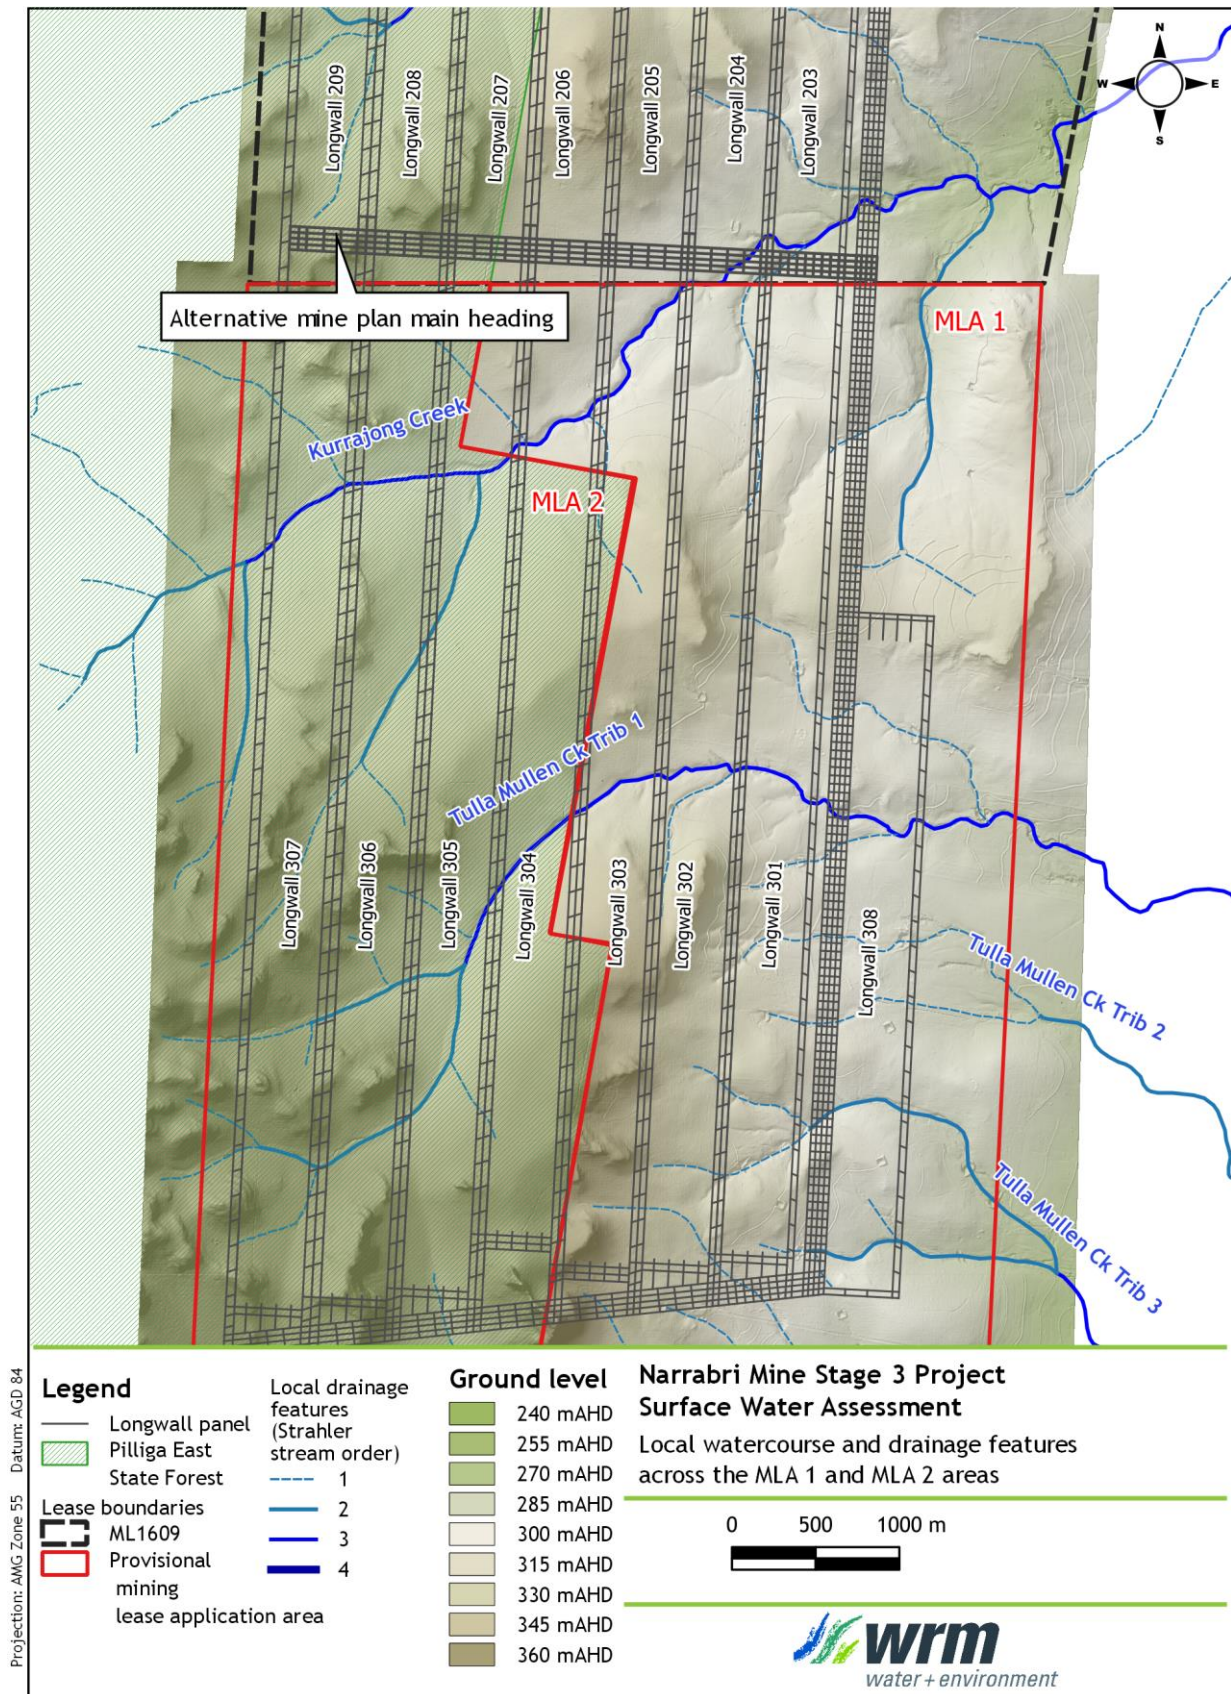 N
W
E
S
Longwall 209
Longwall 208
Longwall 207
Longwall 206
Longwall 205
Longwall 204
Longwall 203
Alternative mine plan main heading
MLA 1
Kurrajong Creek
MLA 2
Tulla Mullen Ck Trib 1
Longwall 307
Longwall 306
Longwall 305
Longwall 304
Longwall 303
Longwall 302
Longwall 301
Longwall 308
Tulla Mullen Ck Trib 2
Tulla Mullen Ck Trib 3
Projection: AMG Zone 55 Datum: AGD 84
Legend
Longwall panel
Pilliga East
State Forest
Lease boundaries
ML1609
Provisional
mining
lease application area
Local drainage
features
(Strahler
stream order)
1
2
3
4
Ground level
240 mAHD
255 mAHD
270 mAHD
285 mAHD
300 mAHD
315 mAHD
330 mAHD
345 mAHD
360 mAHD
Narrabri Mine Stage 3 Project
Surface Water Assessment
Local watercourse and drainage features
across the MLA 1 and MLA 2 areas
0 500 1000 m
wrm
water + environment